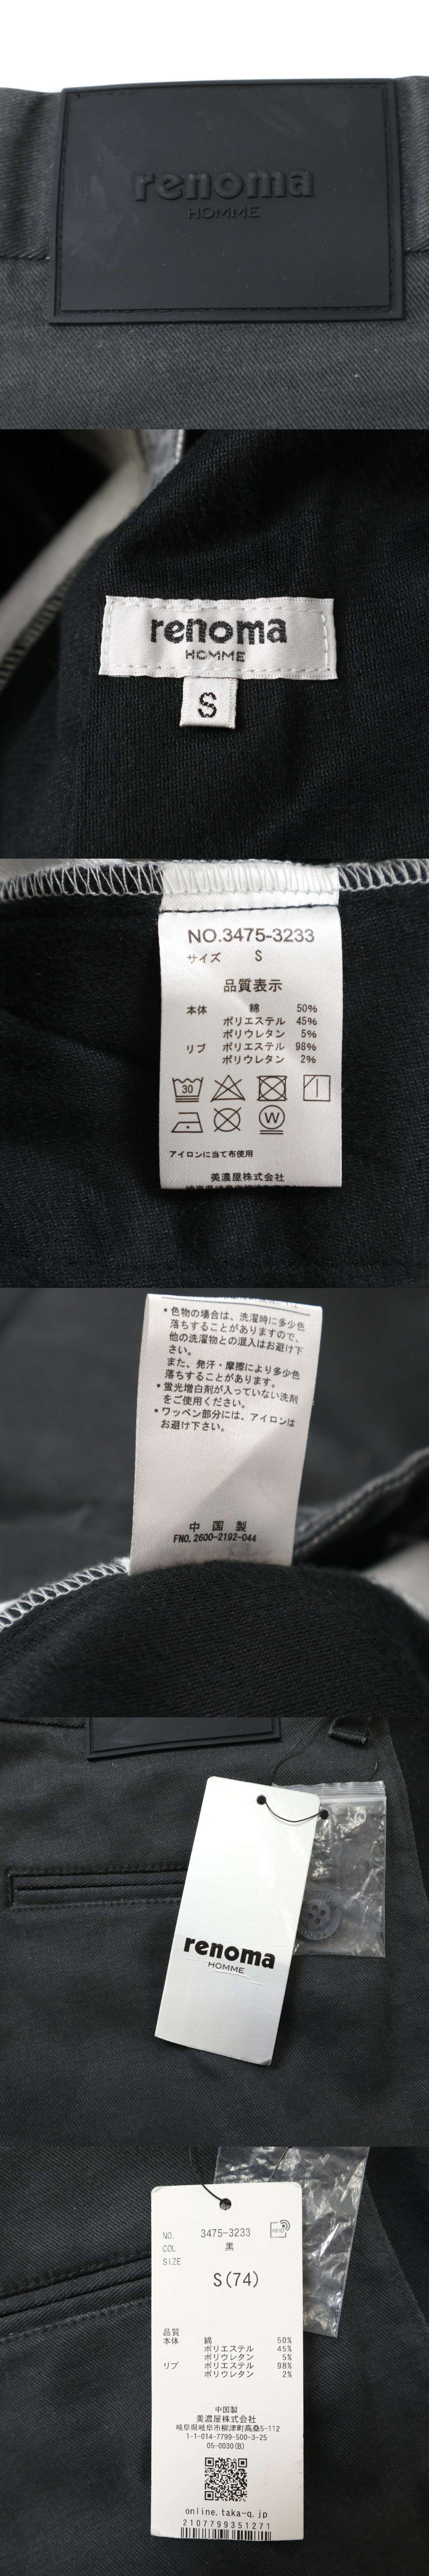 renoma
HOMME
renoma
HOMME
S
NO.3475-3233
サイズ S
品質表示
本体 綿 50%
ポリエステル 45%
ポリウレタン 5%
リブ ポリエステル 98%
ポリウレタン 2%
30
W
アイロンに当て布使用
美濃屋株式会社
*色物の場合は、洗濯時に多少色
落ちすることがありますので、
他の洗濯物との混入はお避け下
さい。
また、発汗・摩擦により多少色
落ちすることがあります。
*蛍光増白剤が入っていない洗剤
をご使用ください。
*ワッペン部分には、アイロンは
お避け下さい。
中国製
FNO.2600-2192-044
renoma
HOMME
NO. 3475-3233
COL 黒
SIZE
S(74)
品質
本体 綿 50%
ポリエステル 45%
ポリウレタン 5%
リブ ポリエステル 98%
ポリウレタン 2%
中国製
美濃屋株式会社
岐阜県岐阜市柳津町高桑5-112
1-1-014-7799-500-3-25
05-0030(B)
online.taka-q.jp
2107799351271